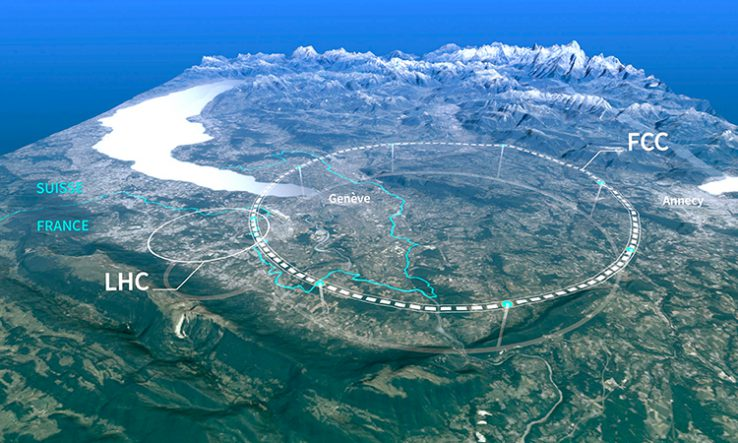 FCC
SUISSE
Genève
Annecy
FRANCE
LHC